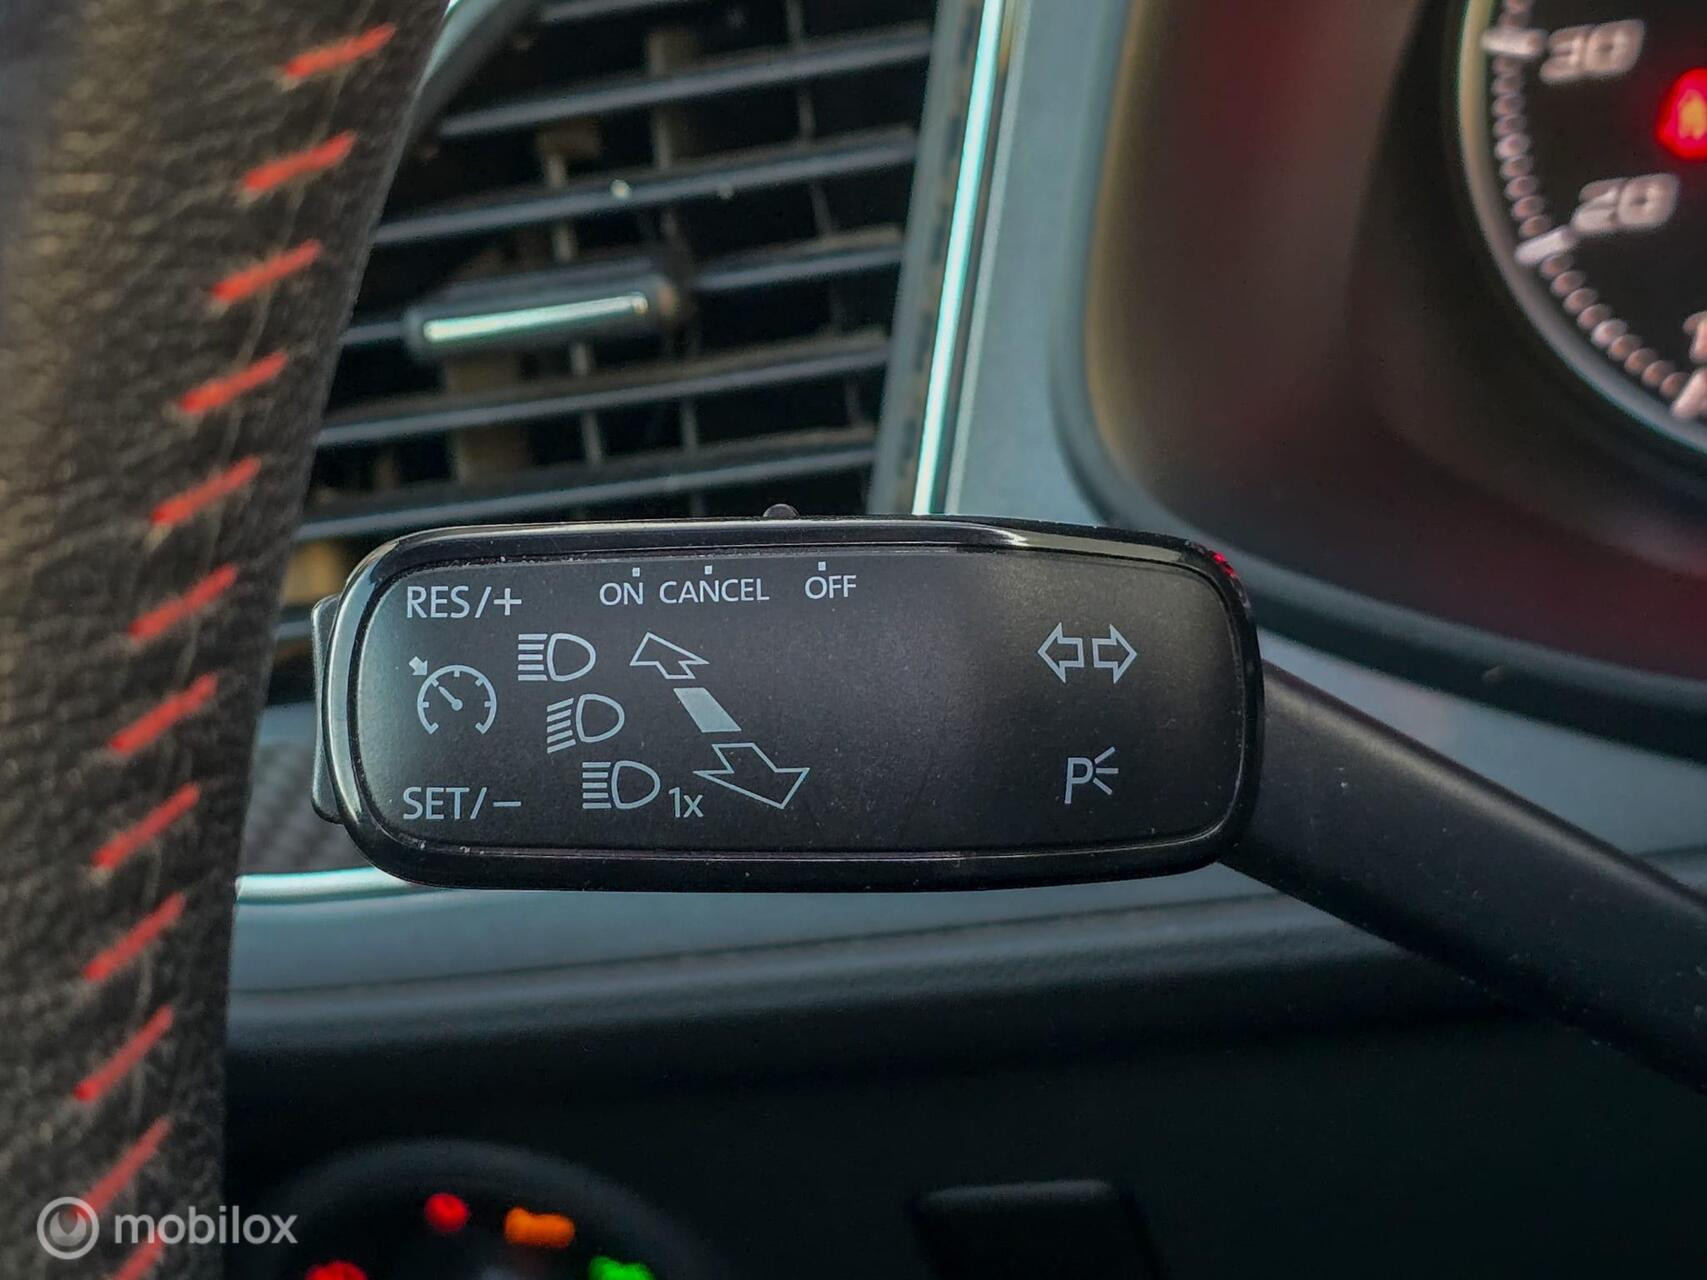 30
20
RES/+
ON CANCEL OFF
SET/-
1x
P
mobilox